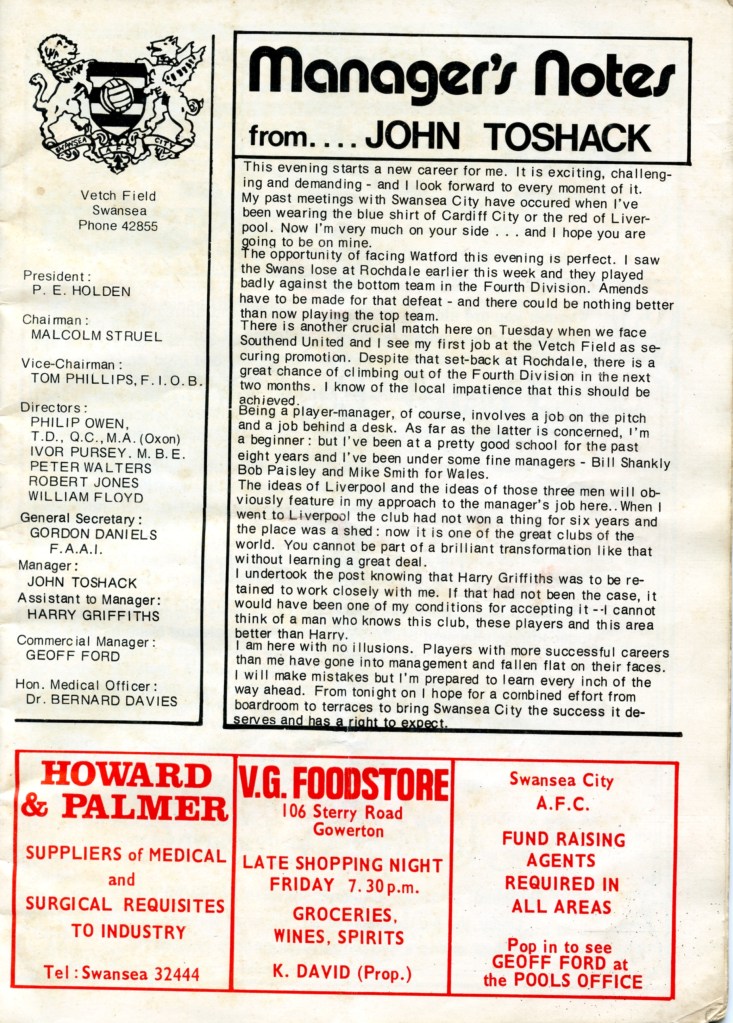 SWANSEA CITY
A.F.C.
Vetch Field
Swansea
Phone 42855
President :
P. E. HOLDEN
Chairman :
MALCOLM STRUEL
Vice-Chairman :
TOM PHILLIPS, F. I. O. B.
Directors :
PHILIP OWEN,
T.D., Q.C., M.A. (Oxon)
IVOR PURSEY. M. B. E.
PETER WALTERS
ROBERT JONES
WILLIAM FLOYD
General Secretary :
GORDON DANIELS
F.A.A.I.
Manager :
JOHN TOSHACK
Assistant to Manager :
HARRY GRIFFITHS
Commercial Manager :
GEOFF FORD
Hon. Medical Officer :
Dr. BERNARD DAVIES
Manager's Notes
from.... JOHN TOSHACK
This evening starts a new career for me. It is exciting, challeng-
ing and demanding - and I look forward to every moment of it.
My past meetings with Swansea City have occured when I've
been wearing the blue shirt of Cardiff City or the red of Liver-
pool. Now I'm very much on your side . . . and I hope you are
going to be on mine.
The opportunity of facing Watford this evening is perfect. I saw
the Swans lose at Rochdale earlier this week and they played
badly against the bottom team in the Fourth Division. Amends
have to be made for that defeat - and there could be nothing better
than now playing the top team.
There is another crucial match here on Tuesday when we face
Southend United and I see my first job at the Vetch Field as se-
curing promotion. Despite that set-back at Rochdale, there is a
great chance of climbing out of the Fourth Division in the next
two months. I know of the local impatience that this should be
achieved.
Being a player-manager, of course, involves a job on the pitch
and a job behind a desk. As far as the latter is concerned, I'm
a beginner : but I've been at a pretty good school for the past
eight years and I've been under some fine managers - Bill Shankly
Bob Paisley and Mike Smith for Wales.
The ideas of Liverpool and the ideas of those three men will ob-
viously feature in my approach to the manager's job here.. When I
went to Liverpool the club had not won a thing for six years and
the place was a shed : now it is one of the great clubs of the
world. You cannot be part of a brilliant transformation like that
without learning a great deal.
I undertook the post knowing that Harry Griffiths was to be re-
tained to work closely with me. If that had not been the case, it
would have been one of my conditions for accepting it --I cannot
think of a man who knows this club, these players and this area
better than Harry.
I am here with no illusions. Players with more successful careers
than me have gone into management and fallen flat on their faces.
I will make mistakes but I'm prepared to learn every inch of the
way ahead. From tonight on I hope for a combined effort from
boardroom to terraces to bring Swansea City the success it de-
serves and has a right to expect.
HOWARD
& PALMER
SUPPLIERS of MEDICAL
and
SURGICAL REQUISITES
TO INDUSTRY
Tel : Swansea 32444
V.G. FOODSTORE
106 Sterry Road
Gowerton
LATE SHOPPING NIGHT
FRIDAY 7.30 p.m.
GROCERIES,
WINES, SPIRITS
K. DAVID (Prop.)
Swansea City
A.F.C.
FUND RAISING
AGENTS
REQUIRED IN
ALL AREAS
Pop in to see
GEOFF FORD at
the POOLS OFFICE